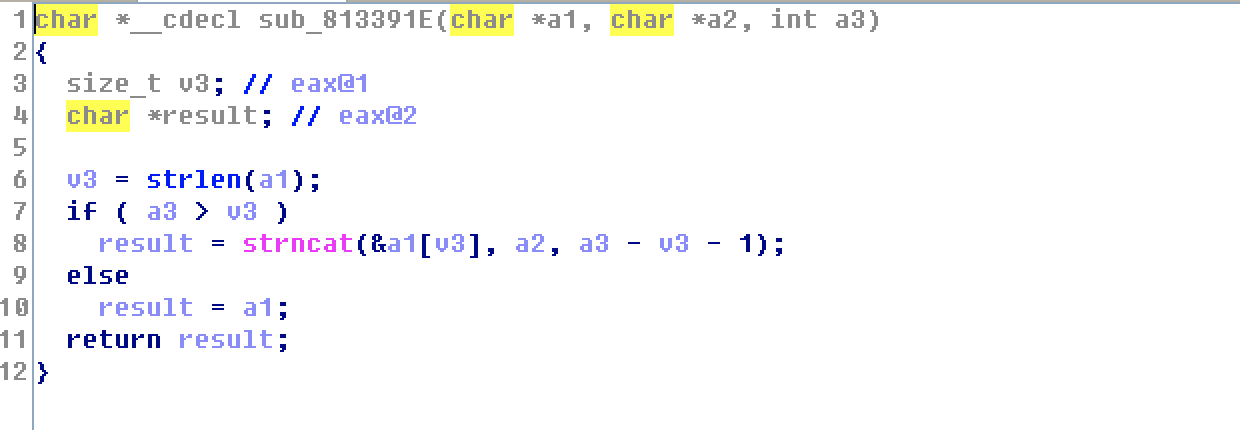 1 char *__cdecl sub_813391E(char *a1, char *a2, int a3)
2 {
3   size_t v3; // eax@1
4   char *result; // eax@2
5
6   v3 = strlen(a1);
7   if ( a3 > v3 )
8     result = strncat(&a1[v3], a2, a3 - v3 - 1);
9   else
10     result = a1;
11   return result;
12 }